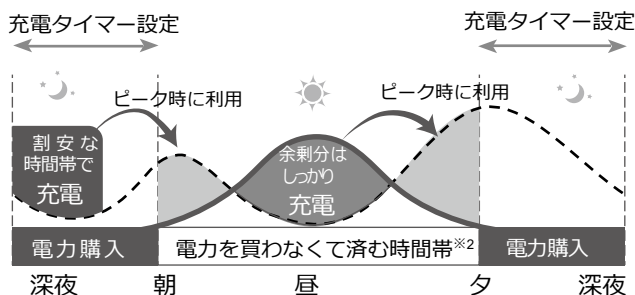 充電タイマー設定
充電タイマー設定
ピーク時に利用
ピーク時に利用
割安な
時間帯で
充電
余剰分は
しっかり
充電
電力購入
電力を買わなくて済む時間帯※2
電力購入
深夜
朝
昼
夕
深夜